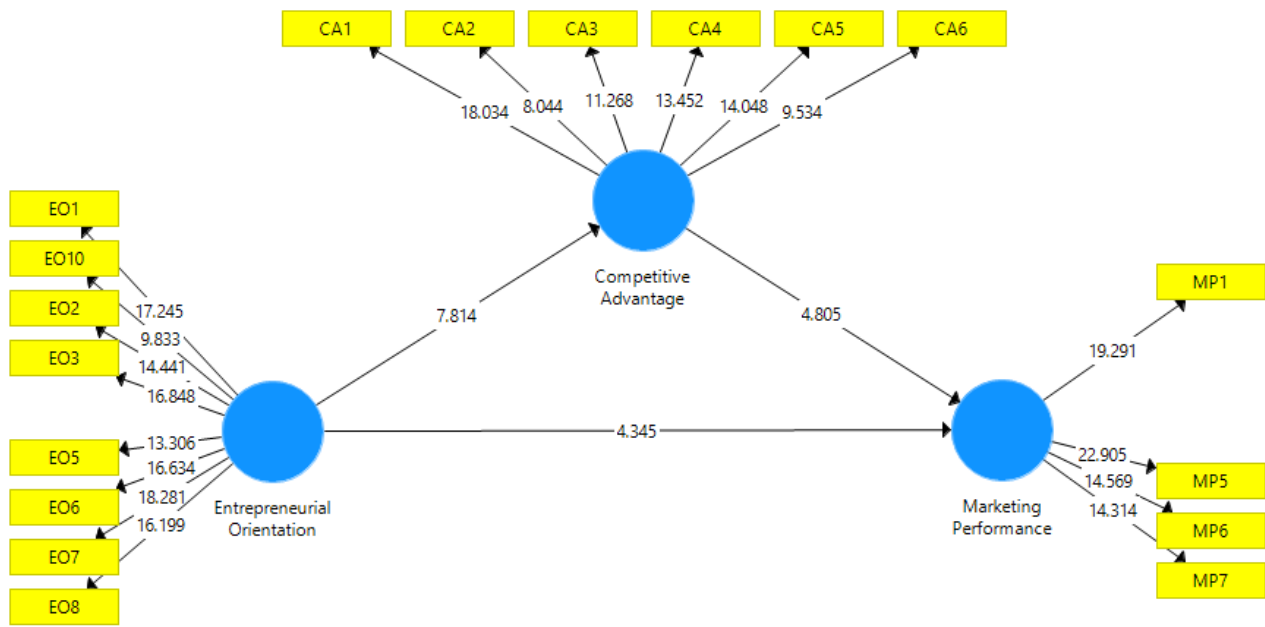 CA1 CA2 CA3 CA4 CA5 CA6
18.034 8.044 11.268 13.452 14.048 9.534
EO1
EO10
EO2
EO3
EO5
EO6
EO7
EO8
17.245
9.833
14.441
16.848
13.306
16.634
18.281
16.199
Entrepreneurial
Orientation
7.814
Competitive
Advantage
4.805
4.345
Marketing
Performance
19.291
22.905
14.569
14.314
MP1
MP5
MP6
MP7